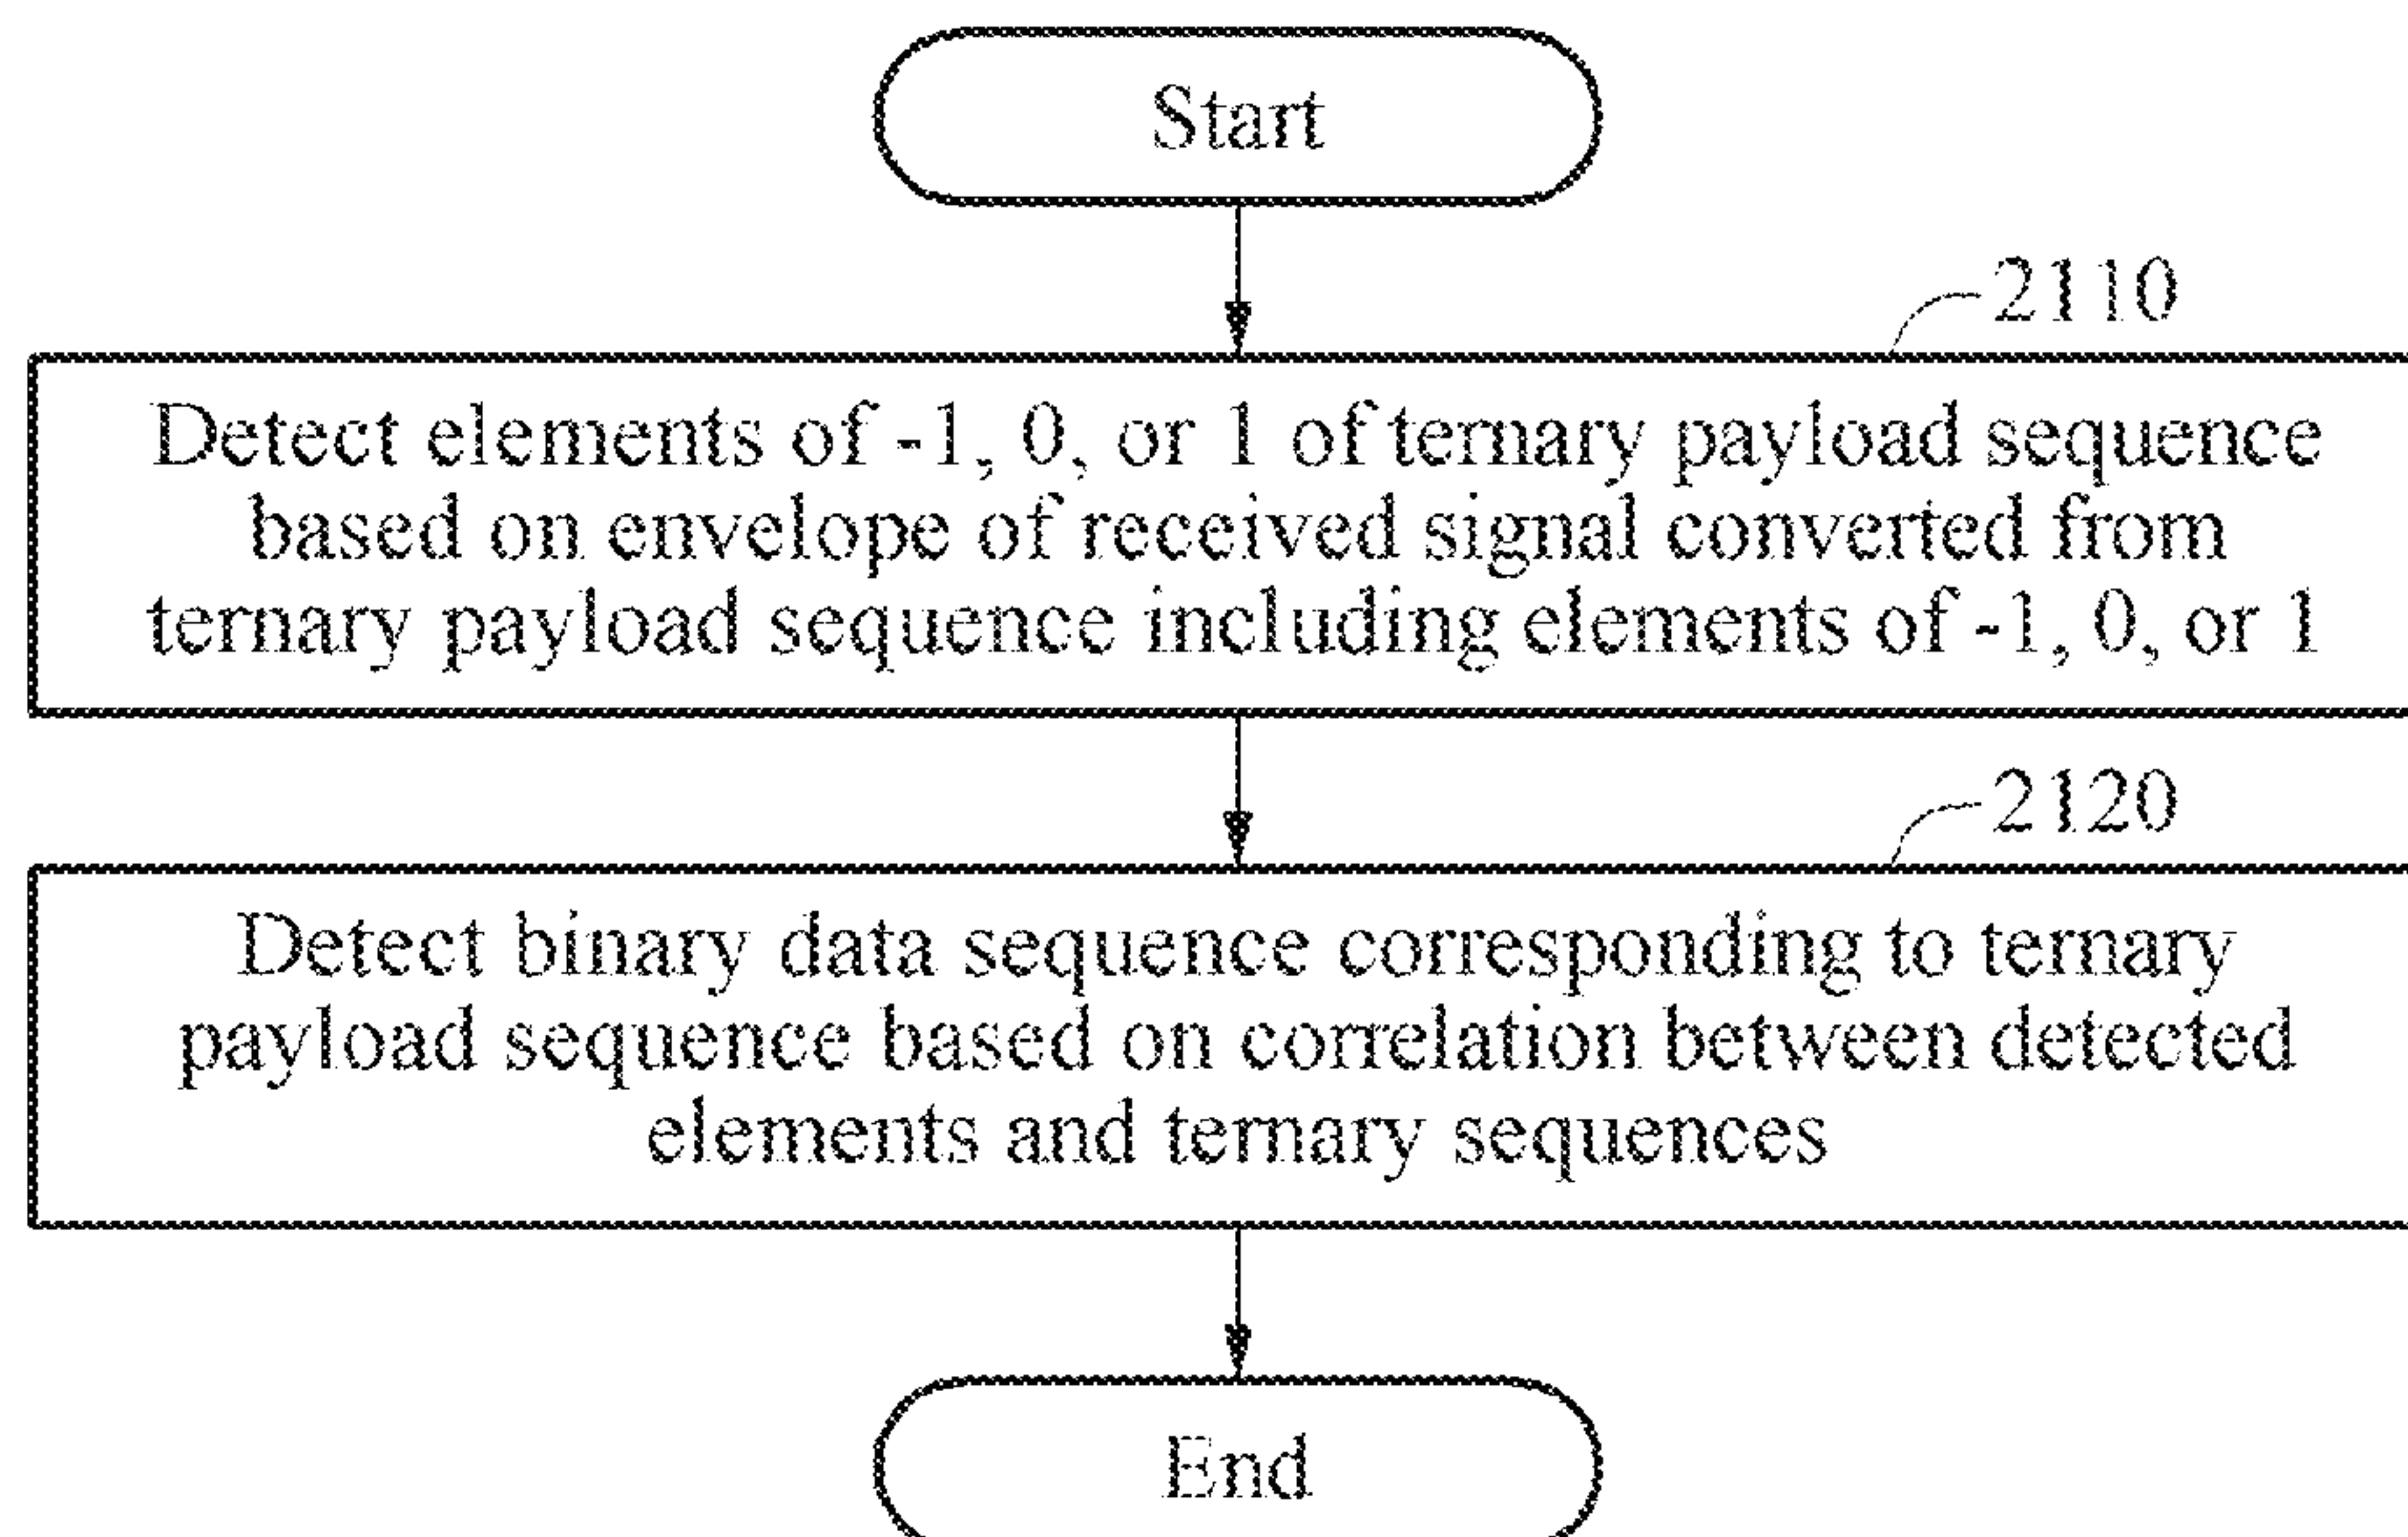 Start
2110
Detect elements of -1, 0, or 1 of ternary payload sequence
based on envelope of received signal converted from
ternary payload sequence including elements of -1, 0, or 1
2120
Detect binary data sequence corresponding to ternary
payload sequence based on correlation between detected
elements and ternary sequences
End